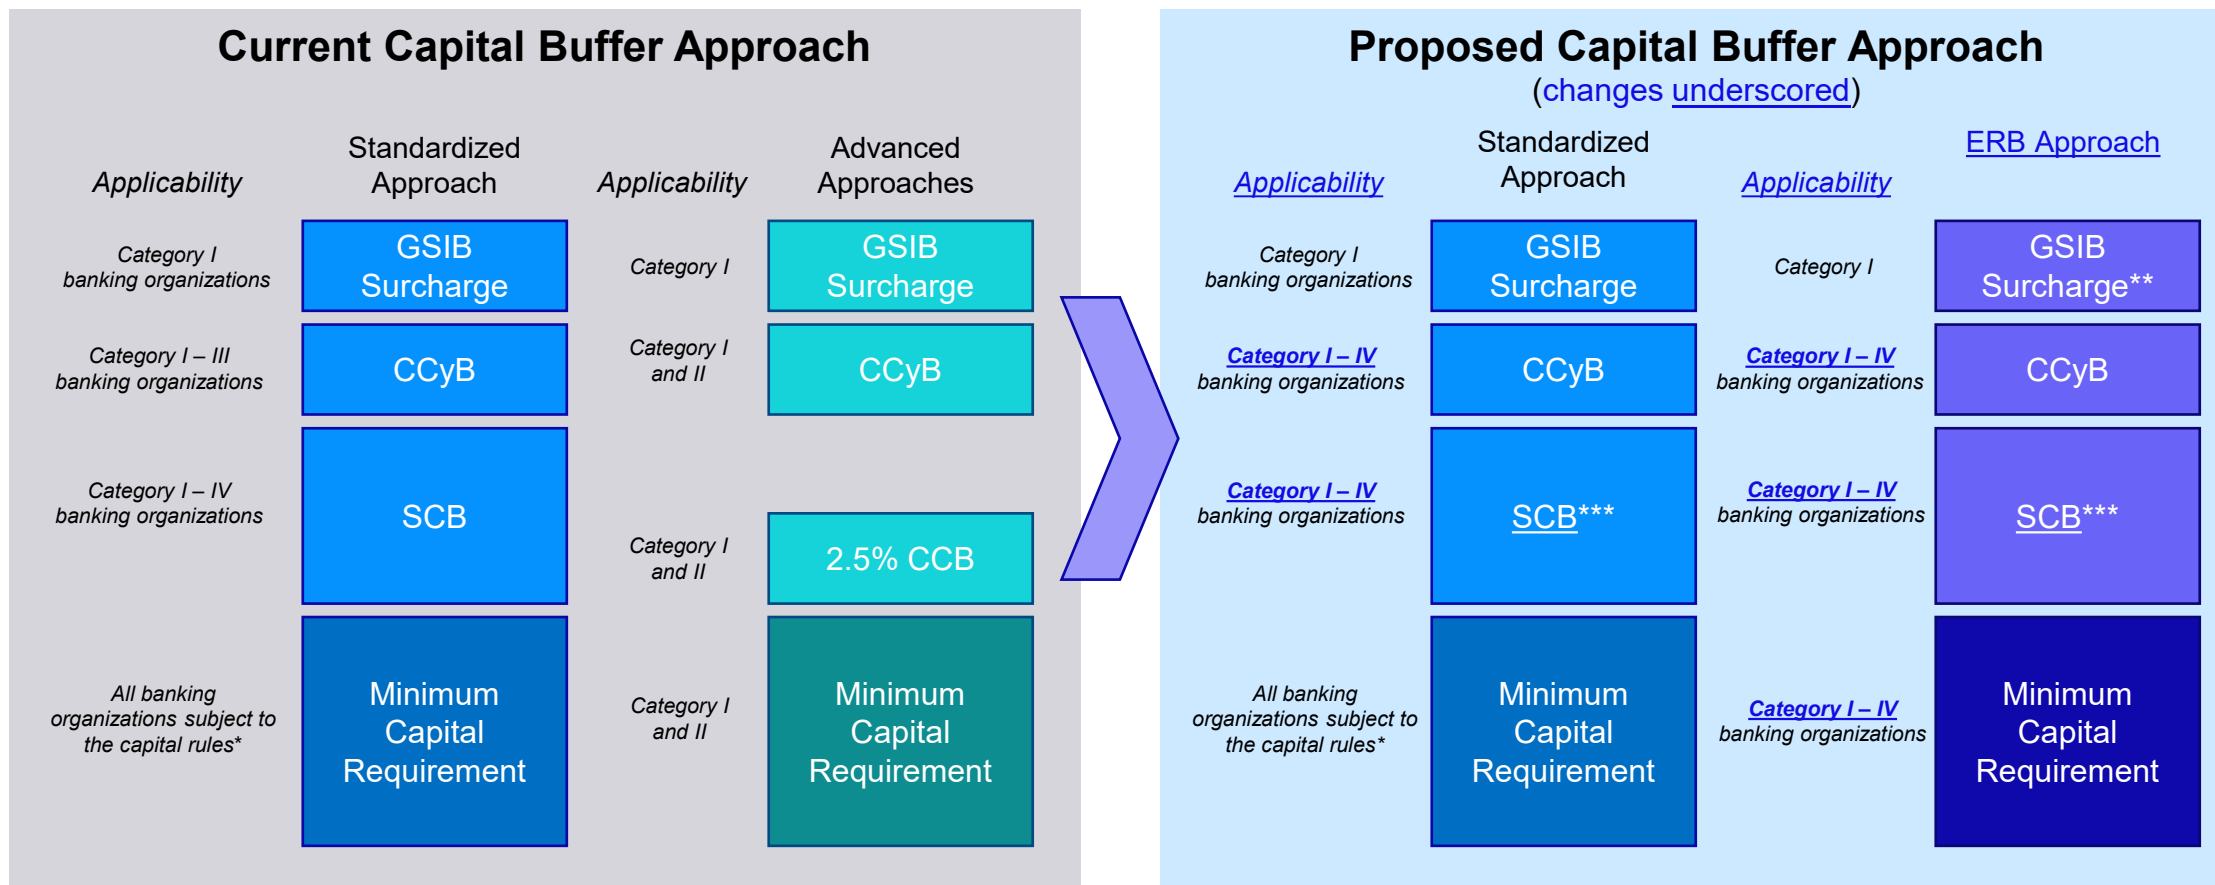 Current Capital Buffer Approach
Applicability
Standardized
Approach
Applicability
Advanced
Approaches
Category I
banking organizations
GSIB
Surcharge
Category I
GSIB
Surcharge
Category I – III
banking organizations
CCyB
Category I
and II
CCyB
Category I – IV
banking organizations
SCB
Category I
and II
2.5% CCB
All banking
organizations subject to
the capital rules*
Minimum
Capital
Requirement
Category I
and II
Minimum
Capital
Requirement
Proposed Capital Buffer Approach
(changes underscored)
Applicability
Standardized
Approach
Applicability
ERB Approach
Category I
banking organizations
GSIB
Surcharge
Category I
GSIB
Surcharge**
Category I – IV
banking organizations
CCyB
Category I – IV
banking organizations
CCyB
Category I – IV
banking organizations
SCB***
Category I – IV
banking organizations
SCB***
All banking
organizations subject to
the capital rules*
Minimum
Capital
Requirement
Category I – IV
banking organizations
Minimum
Capital
Requirement